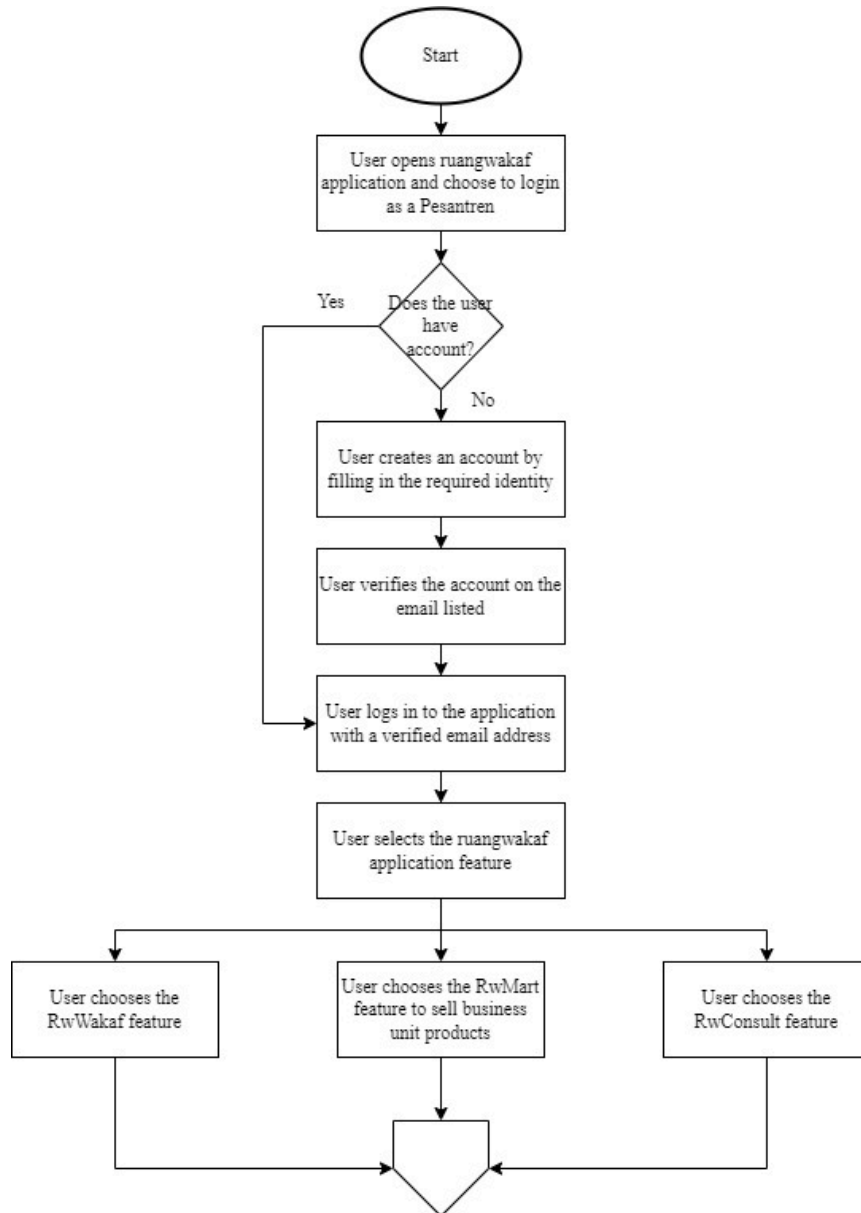 Start
User opens ruangwakaf
application and choose to login
as a Pesantren
Yes
Does the user
have
account?
No
User creates an account by
filling in the required identity
User verifies the account on the
email listed
User logs in to the application
with a verified email address
User selects the ruangwakaf
application feature
User chooses the
RwWakaf feature
User chooses the RwMart
feature to sell business
unit products
User chooses the
RwConsult feature